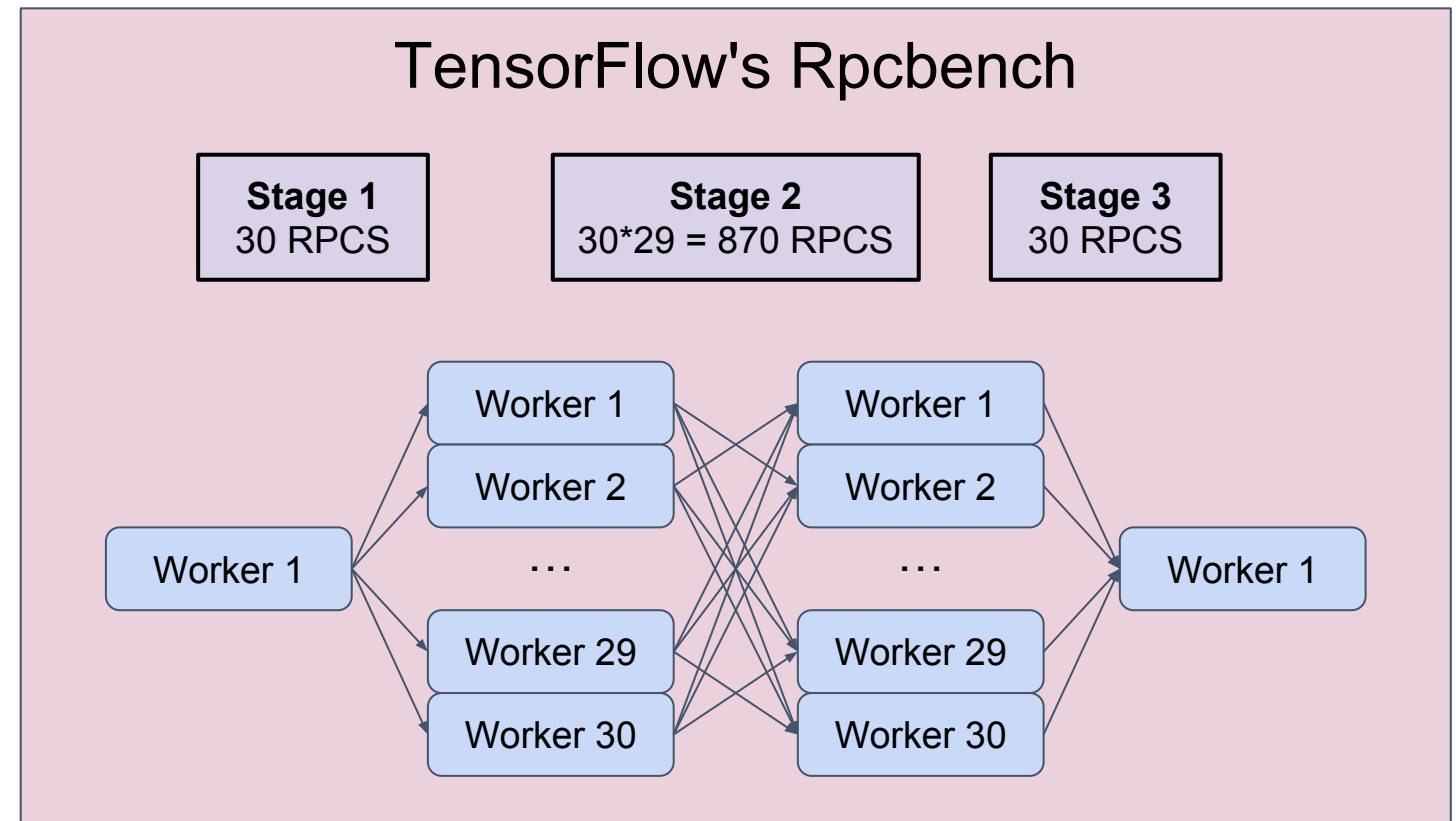 TensorFlow's Rpcbench
Stage 1
30 RPCS
Stage 2
30*29 = 870 RPCS
Stage 3
30 RPCS
Worker 1
Worker 1
Worker 2
...
Worker 29
Worker 30
Worker 1
Worker 2
...
Worker 29
Worker 30
Worker 1